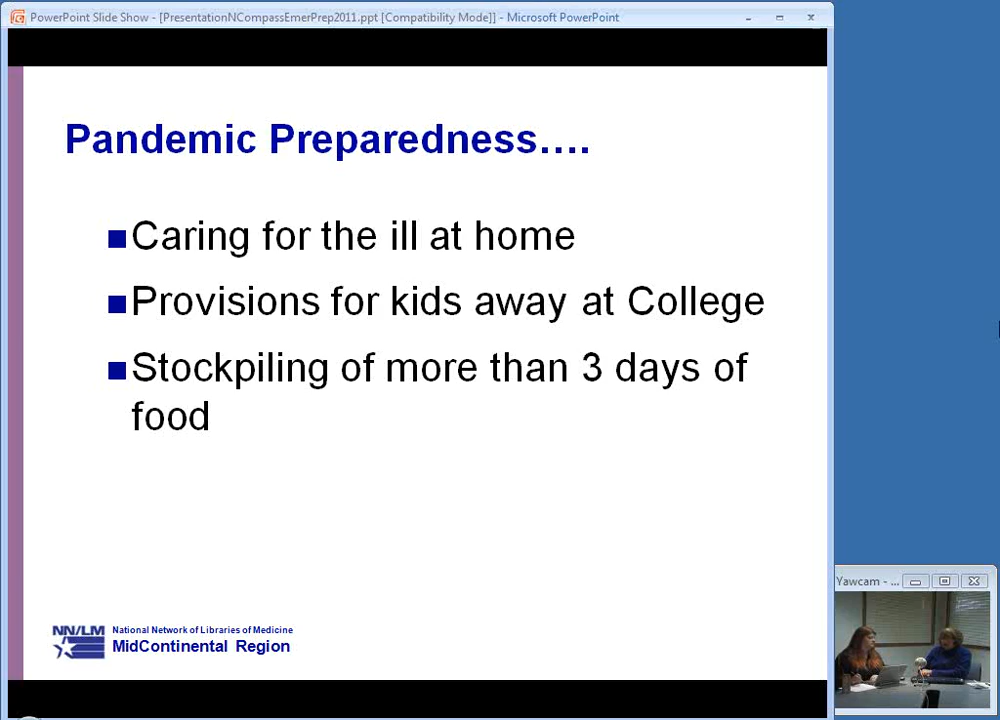 PowerPoint Slide Show - [PresentationNCompassEmerPrep2011.ppt [Compatibility Mode]] - Microsoft PowerPoint
Pandemic Preparedness….
Caring for the ill at home
Provisions for kids away at College
Stockpiling of more than 3 days of
food
NN/LM
National Network of Libraries of Medicine
MidContinental Region
Yawcam - ...